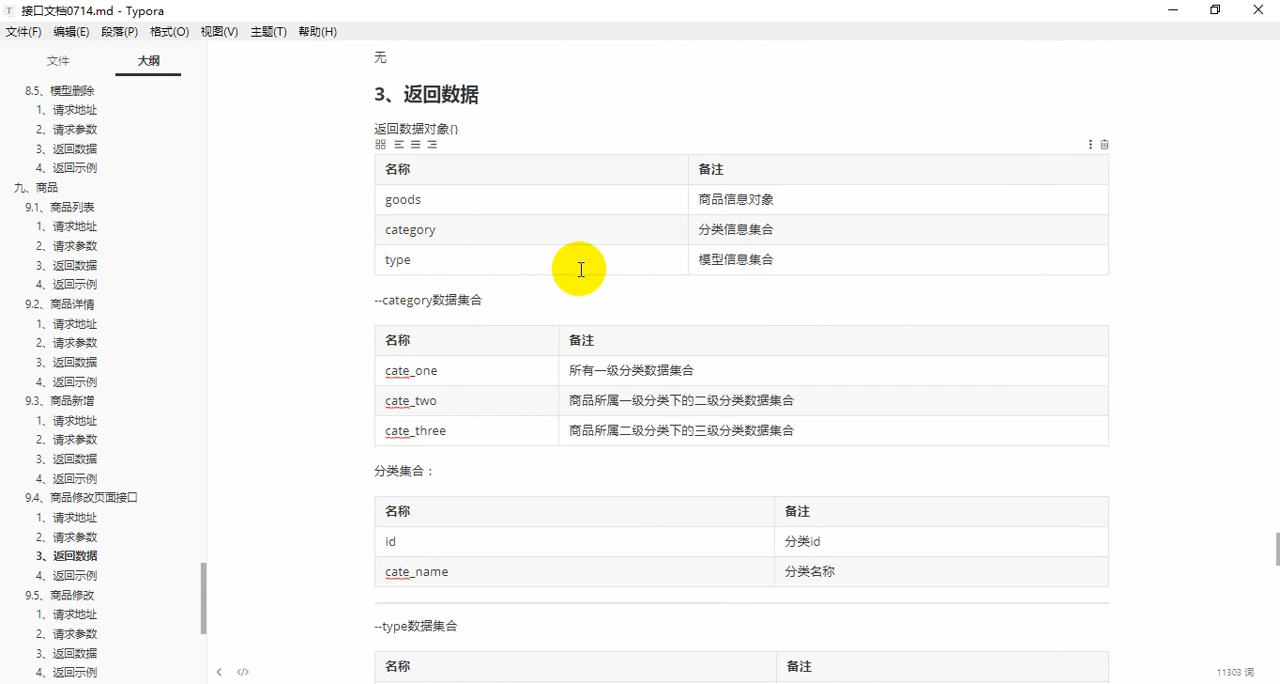 接口文档0714.md - Typora
文件(F) 编辑(E) 段落(P) 格式(O) 视图(V) 主题(T) 帮助(H)
文件 大纲
8.5、模型删除
1、请求地址
2、请求参数
3、返回数据
4、返回示例
九、商品
9.1、商品列表
1、请求地址
2、请求参数
3、返回数据
4、返回示例
9.2、商品详情
1、请求地址
2、请求参数
3、返回数据
4、返回示例
9.3、商品新增
1、请求地址
2、请求参数
3、返回数据
4、返回示例
9.4、商品修改页面接口
1、请求地址
2、请求参数
3、返回数据
4、返回示例
9.5、商品修改
1、请求地址
2、请求参数
3、返回数据
4、返回示例
无
3、返回数据
返回数据对象{}
名称 备注
goods 商品信息对象
category 分类信息集合
type 模型信息集合
--category数据集合
名称 备注
cate_one 所有一级分类数据集合
cate_two 商品所属一级分类下的二级分类数据集合
cate_three 商品所属二级分类下的三级分类数据集合
分类集合：
名称 备注
id 分类id
cate_name 分类名称
--type数据集合
名称 备注
11303 词